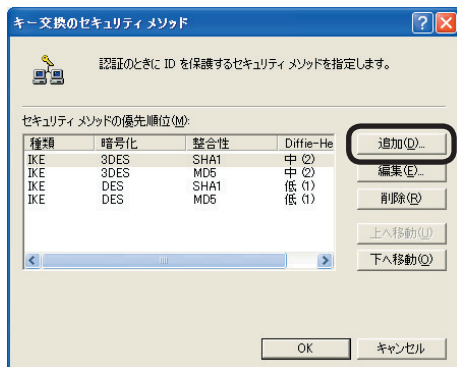 キー交換のセキュリティ メソッド
認証のときに ID を保護するセキュリティ メソッドを指定します。
セキュリティ メソッドの優先順位(M):
種類 暗号化 整合性 Diffie-He
IKE 3DES SHA1 中 (2)
IKE 3DES MD5 中 (2)
IKE DES SHA1 低 (1)
IKE DES MD5 低 (1)
追加(D)...
編集(E)...
削除(R)
上へ移動(U)
下へ移動(O)
OK
キャンセル